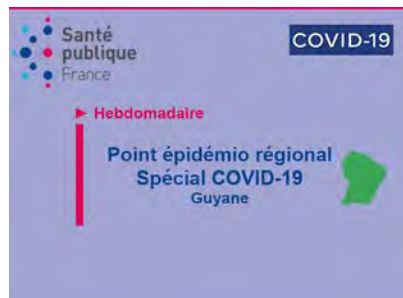 Santé
publique
France
COVID-19
► Hebdomadaire
Point épidémio régional
Spécial COVID-19
Guyane